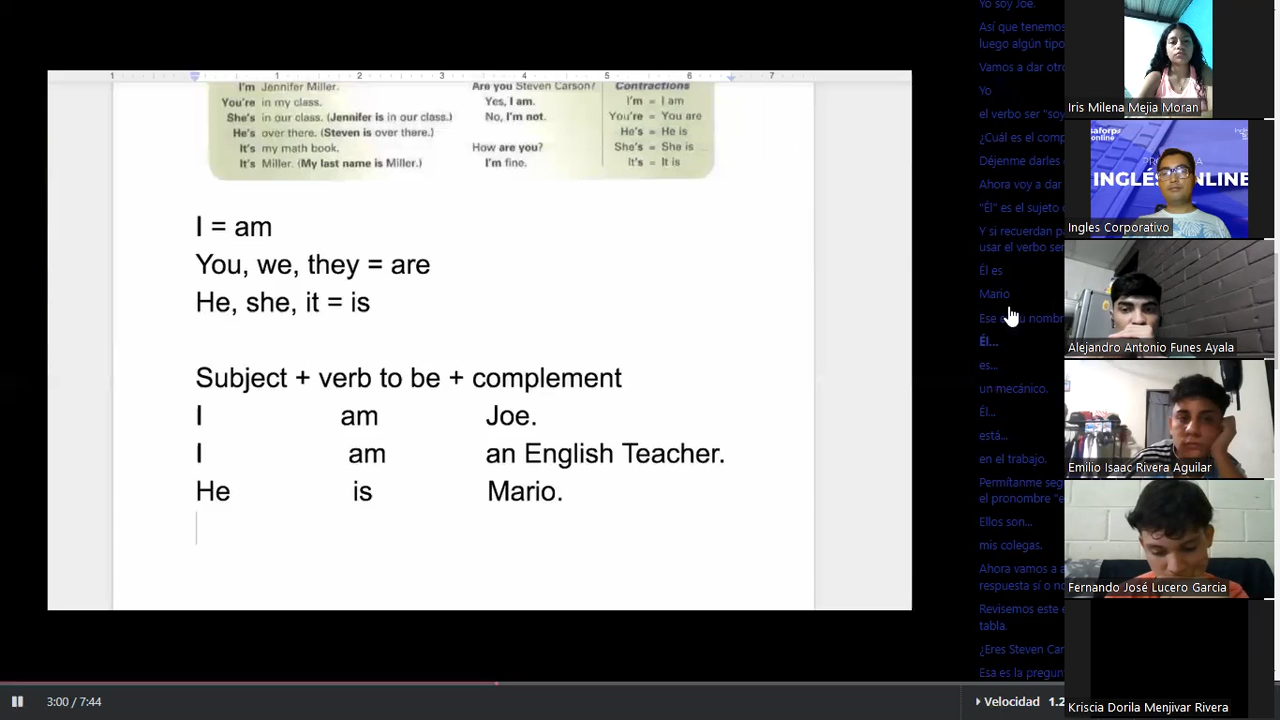 I'm Jennifer Miller.
You're in my class.
She's in our class. (Jennifer is in our class.)
He's over there. (Steven is over there.)
It's my math book.
It's Miller. (My last name is Miller.)
Are you Steven Carson?
Yes, I am.
No, I'm not.
How are you?
I'm fine.
Contractions
I'm = I am
You're = You are
He's = He is
She's = She is
It's = It is
I = am
You, we, they = are
He, she, it = is
Subject + verb to be + complement
I am Joe.
I am an English Teacher.
He is Mario.
3:00 / 7:44
Yo soy Joe.
Así que tenemos
luego algún tipo
Vamos a dar otro
Yo
el verbo ser "soy
¿Cuál es el comp
Déjenme darles
Ahora voy a dar
"Él" es el sujeto
Y si recuerdan
usar el verbo ser
Él es
Mario
Ese nombr
Él...
es...
un mecánico.
Él...
está...
en el trabajo.
Permítanme seg
el pronombre "e
Ellos son...
mis colegas.
Ahora vamos a a
respuesta sí o no
Revisemos este e
tabla.
¿Eres Steven Car
Esa es la pregun
Velocidad 1.2
Iris Milena Mejia Moran
INGLÉS ONLINE
Ingles Corporativo
Alejandro Antonio Funes Ayala
Emilio Isaac Rivera Aguilar
Fernando José Lucero Garcia
Kriscia Dorila Menjivar Rivera